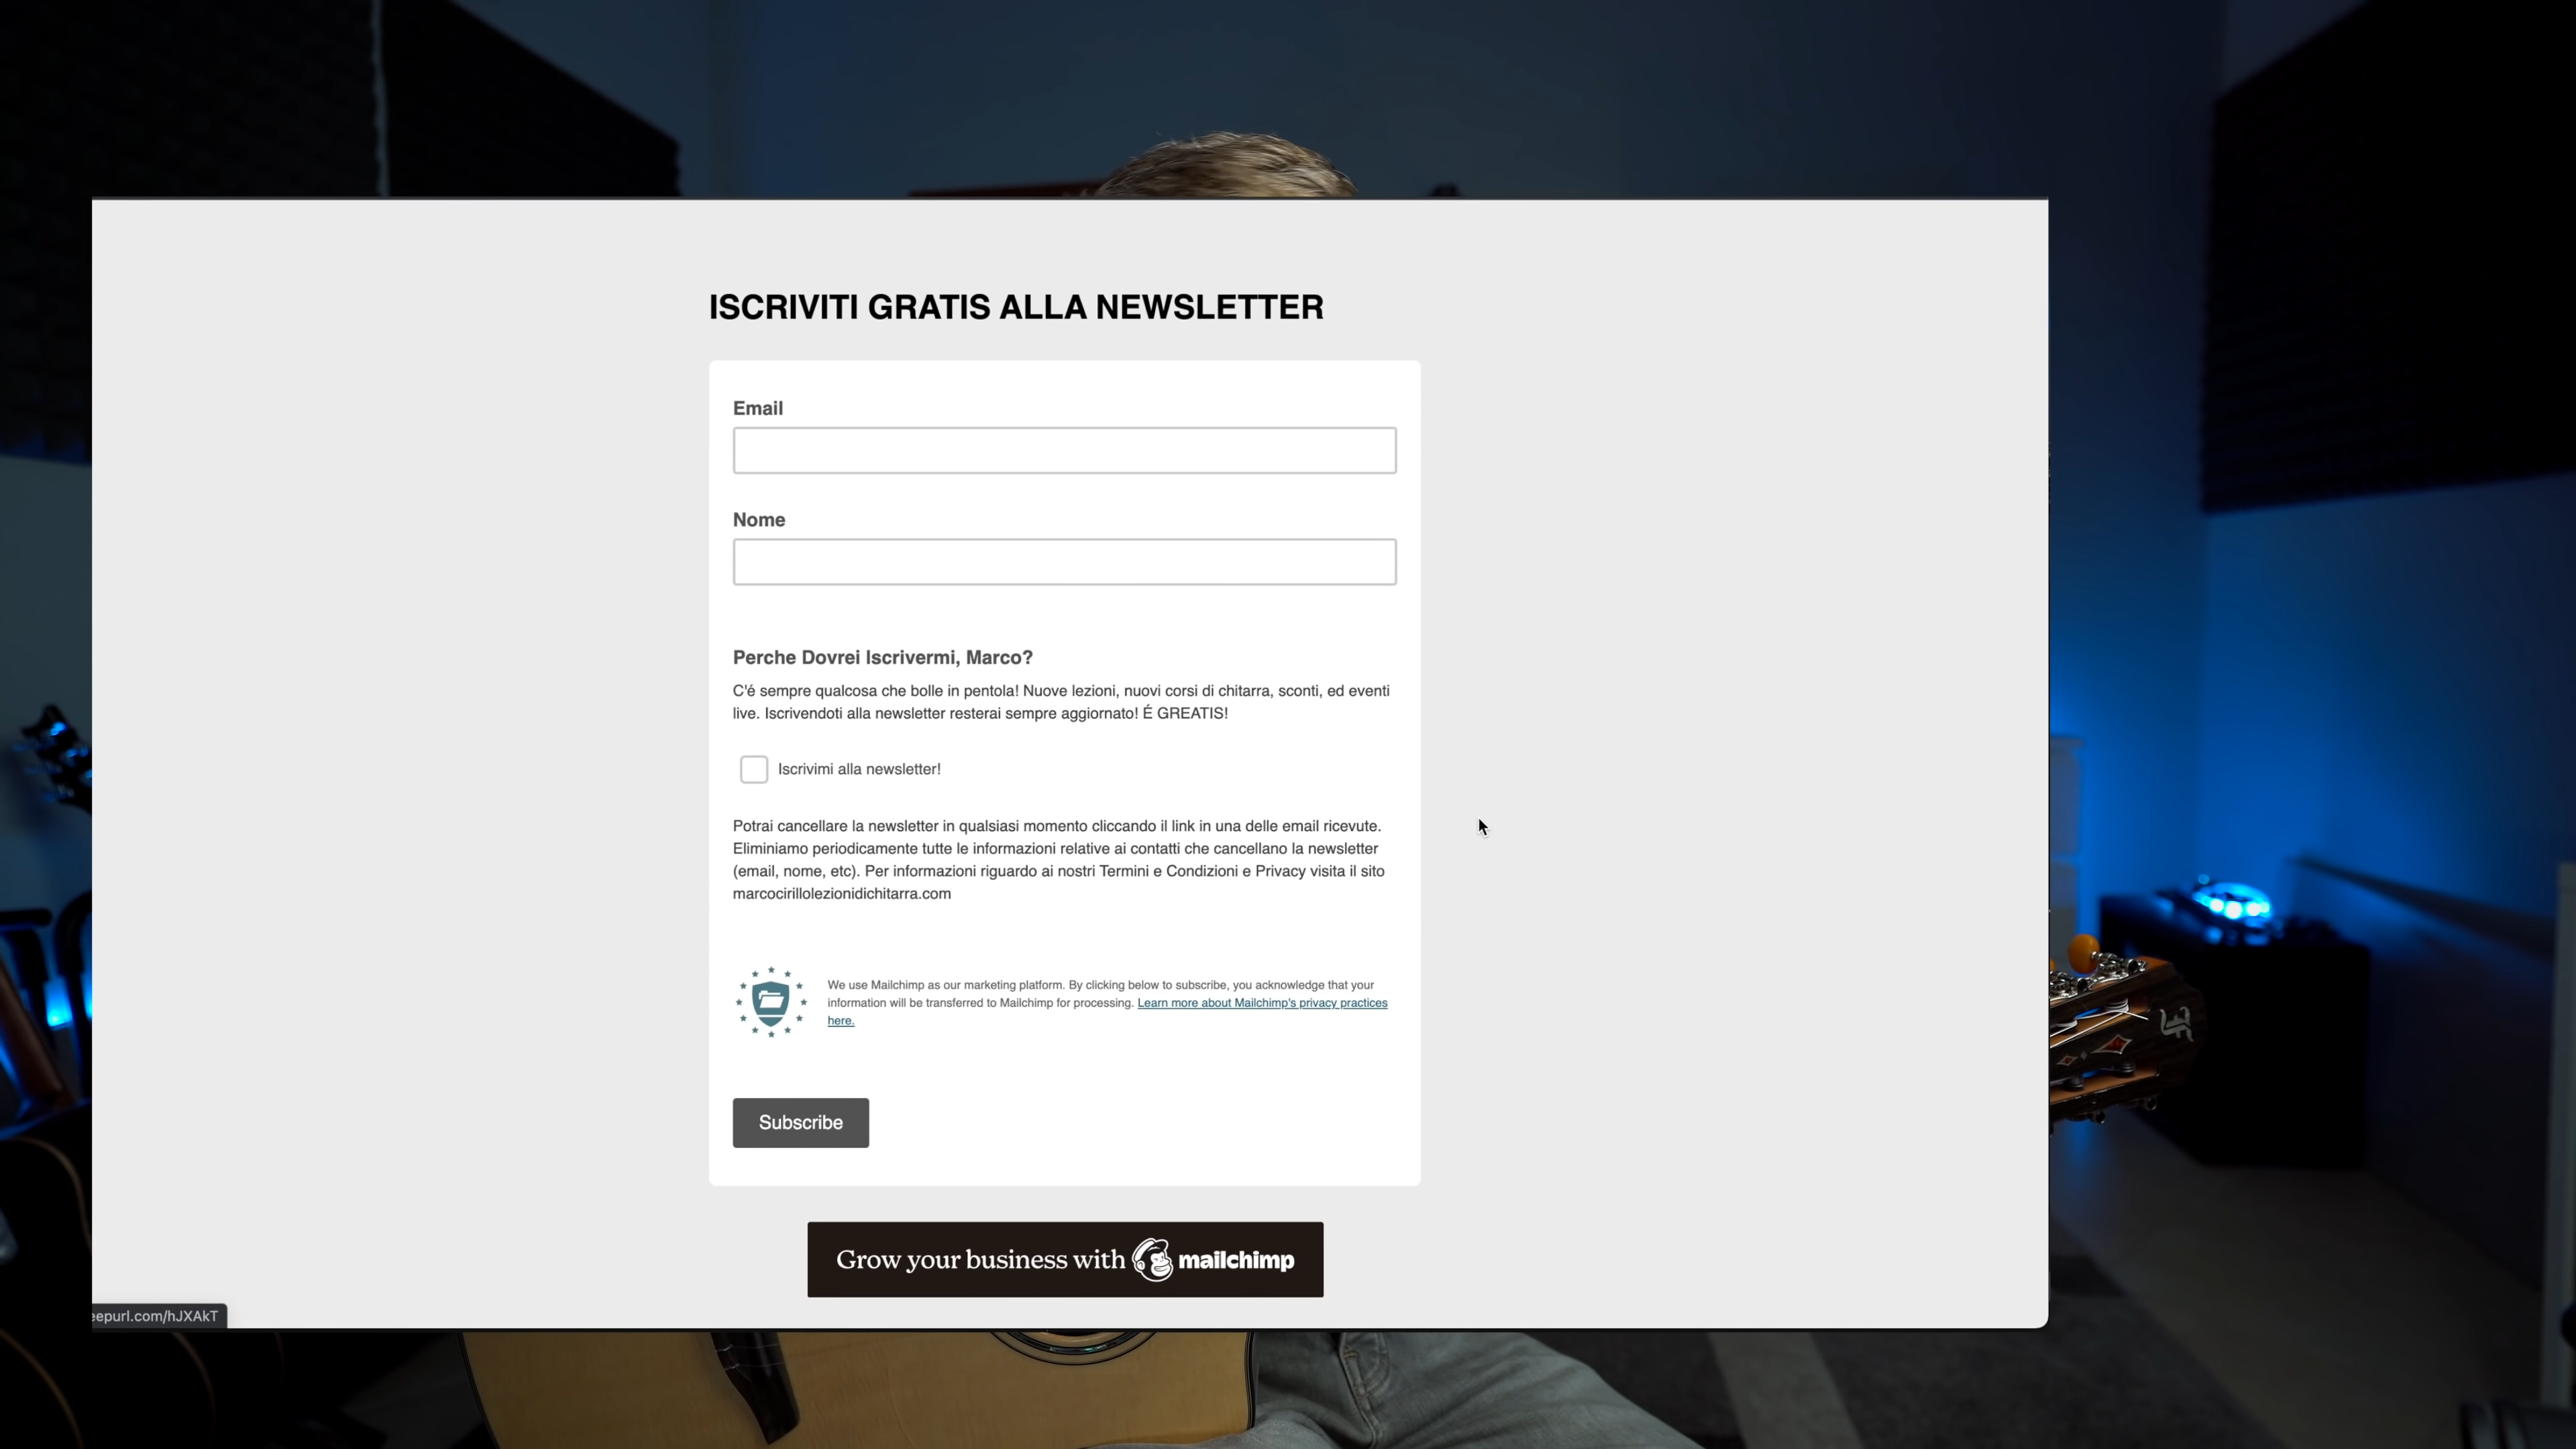 ISCRIVITI GRATIS ALLA NEWSLETTER
Email
Nome
Perche Dovrei Iscrivermi, Marco?
C'é sempre qualcosa che bolle in pentola! Nuove lezioni, nuovi corsi di chitarra, sconti, ed eventi
live. Iscrivendoti alla newsletter resterai sempre aggiornato! É GREATIS!
Iscrivimi alla newsletter!
Potrai cancellare la newsletter in qualsiasi momento cliccando il link in una delle email ricevute.
Eliminiamo periodicamente tutte le informazioni relative ai contatti che cancellano la newsletter
(email, nome, etc). Per informazioni riguardo ai nostri Termini e Condizioni e Privacy visita il sito
marcocirillolezionidichitarra.com
We use Mailchimp as our marketing platform. By clicking below to subscribe, you acknowledge that your
information will be transferred to Mailchimp for processing. Learn more about Mailchimp's privacy practices
here.
Subscribe
Grow your business with mailchimp
eepurl.com/hJXAkT